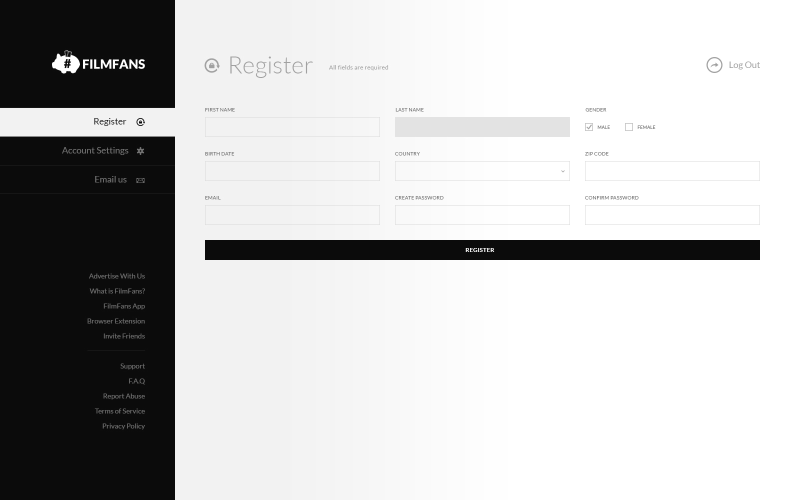 # FILMFANS
Register
Account Settings
Email us
Advertise With Us
What is FilmFans?
FilmFans App
Browser Extension
Invite Friends
Support
F.A.Q
Report Abuse
Terms of Service
Privacy Policy
Register All fields are required
Log Out
FIRST NAME LAST NAME GENDER
MALE FEMALE
BIRTH DATE COUNTRY ZIP CODE
EMAIL CREATE PASSWORD CONFIRM PASSWORD
REGISTER